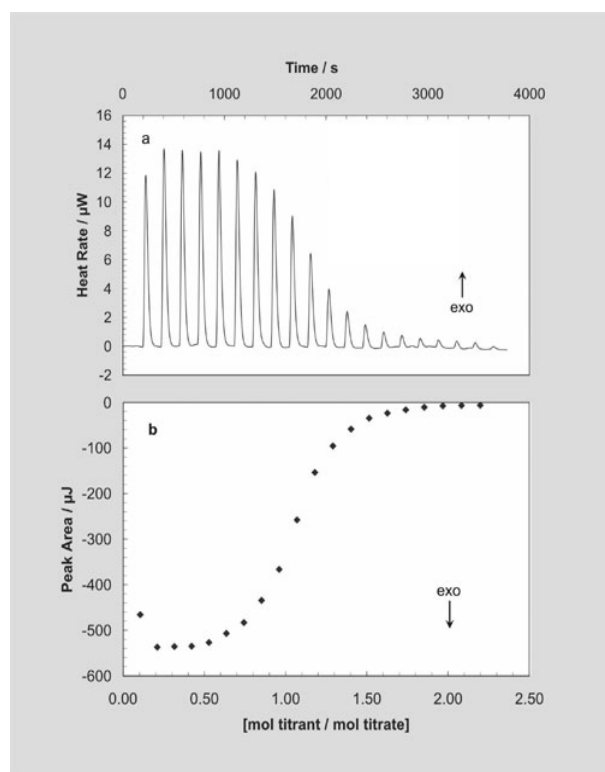 Time / s
0 1000 2000 3000 4000
16
14
12
10
8
6
4
2
0
-2
Heat Rate / µW
a
exo
0
-100
-200
-300
-400
-500
-600
Peak Area / µJ
b
exo
0.00 0.50 1.00 1.50 2.00 2.50
[mol titrant / mol titrate]